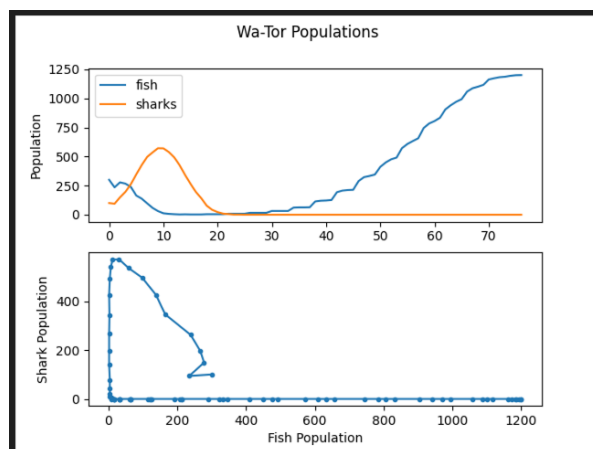 Wa-Tor Populations
1250
1000
750
500
250
0
Population
fish
sharks
0 10 20 30 40 50 60 70
400
200
0
Shark Population
0 200 400 600 800 1000 1200
Fish Population